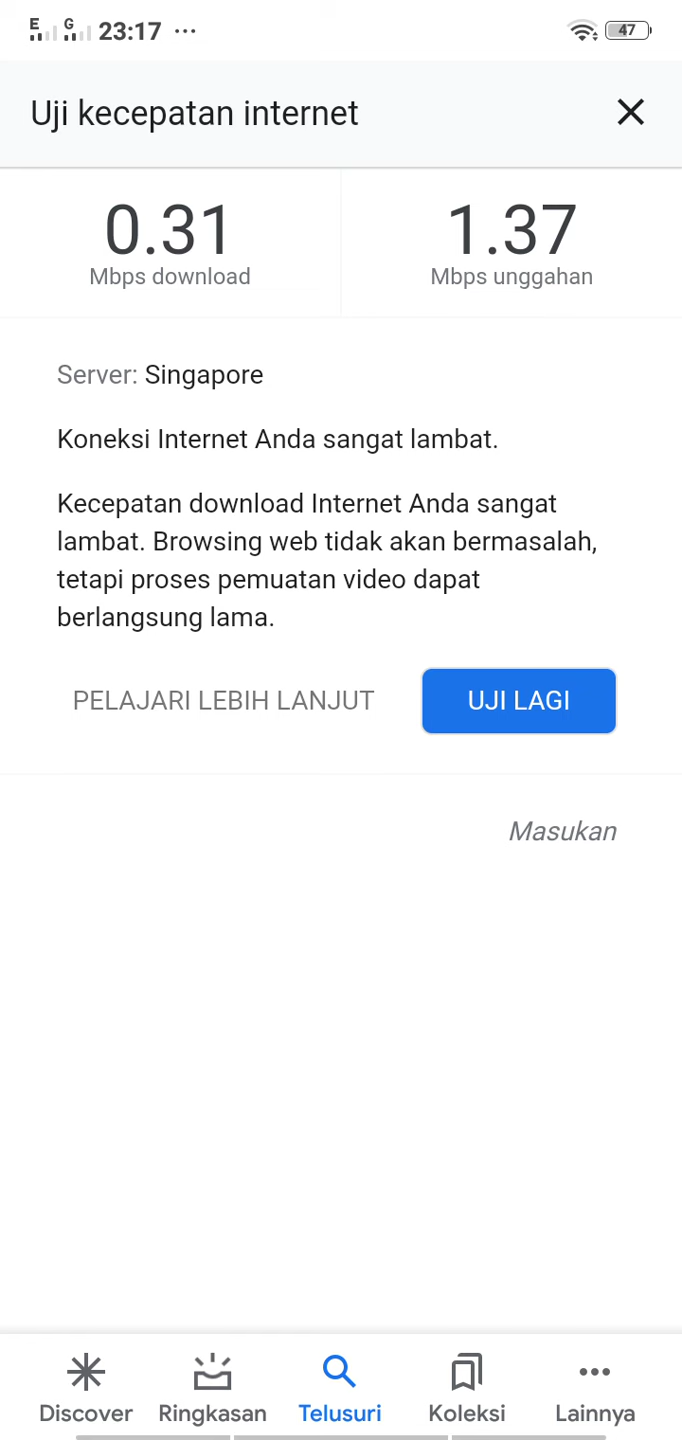 E G 23:17 ... 47
Uji kecepatan internet
0.31 1.37
Mbps download Mbps unggahan
Server: Singapore
Koneksi Internet Anda sangat lambat.
Kecepatan download Internet Anda sangat
lambat. Browsing web tidak akan bermasalah,
tetapi proses pemuatan video dapat
berlangsung lama.
PELAJARI LEBIH LANJUT UJI LAGI
Masukan
Discover Ringkasan Telusuri Koleksi Lainnya